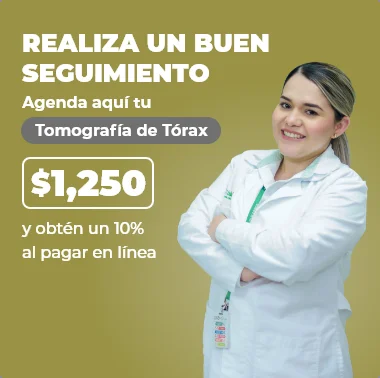 REALIZA UN BUEN
SEGUIMIENTO
Agenda aquí tu
Tomografía de Tórax
$1,250
y obtén un 10%
al pagar en línea